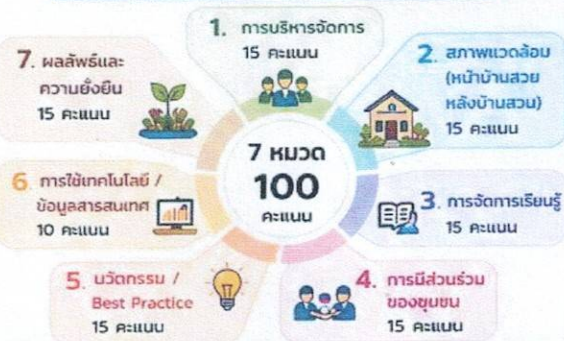 1. การบริหารจัดการ
15 คะแนน
2. สภาพแวดล้อม
(หน้าบ้านสวย
หลังบ้านสวน)
15 คะแนน
3. การจัดการเรียนรู้
15 คะแนน
4. การมีส่วนร่วม
ของชุมชน
15 คะแนน
5. นวัตกรรม /
Best Practice
15 คะแนน
6. การใช้เทคโนโลยี /
ข้อมูลสารสนเทศ
10 คะแนน
7. ผลลัพธ์และ
ความยั่งยืน
15 คะแนน
7 หมวด
100
คะแนน